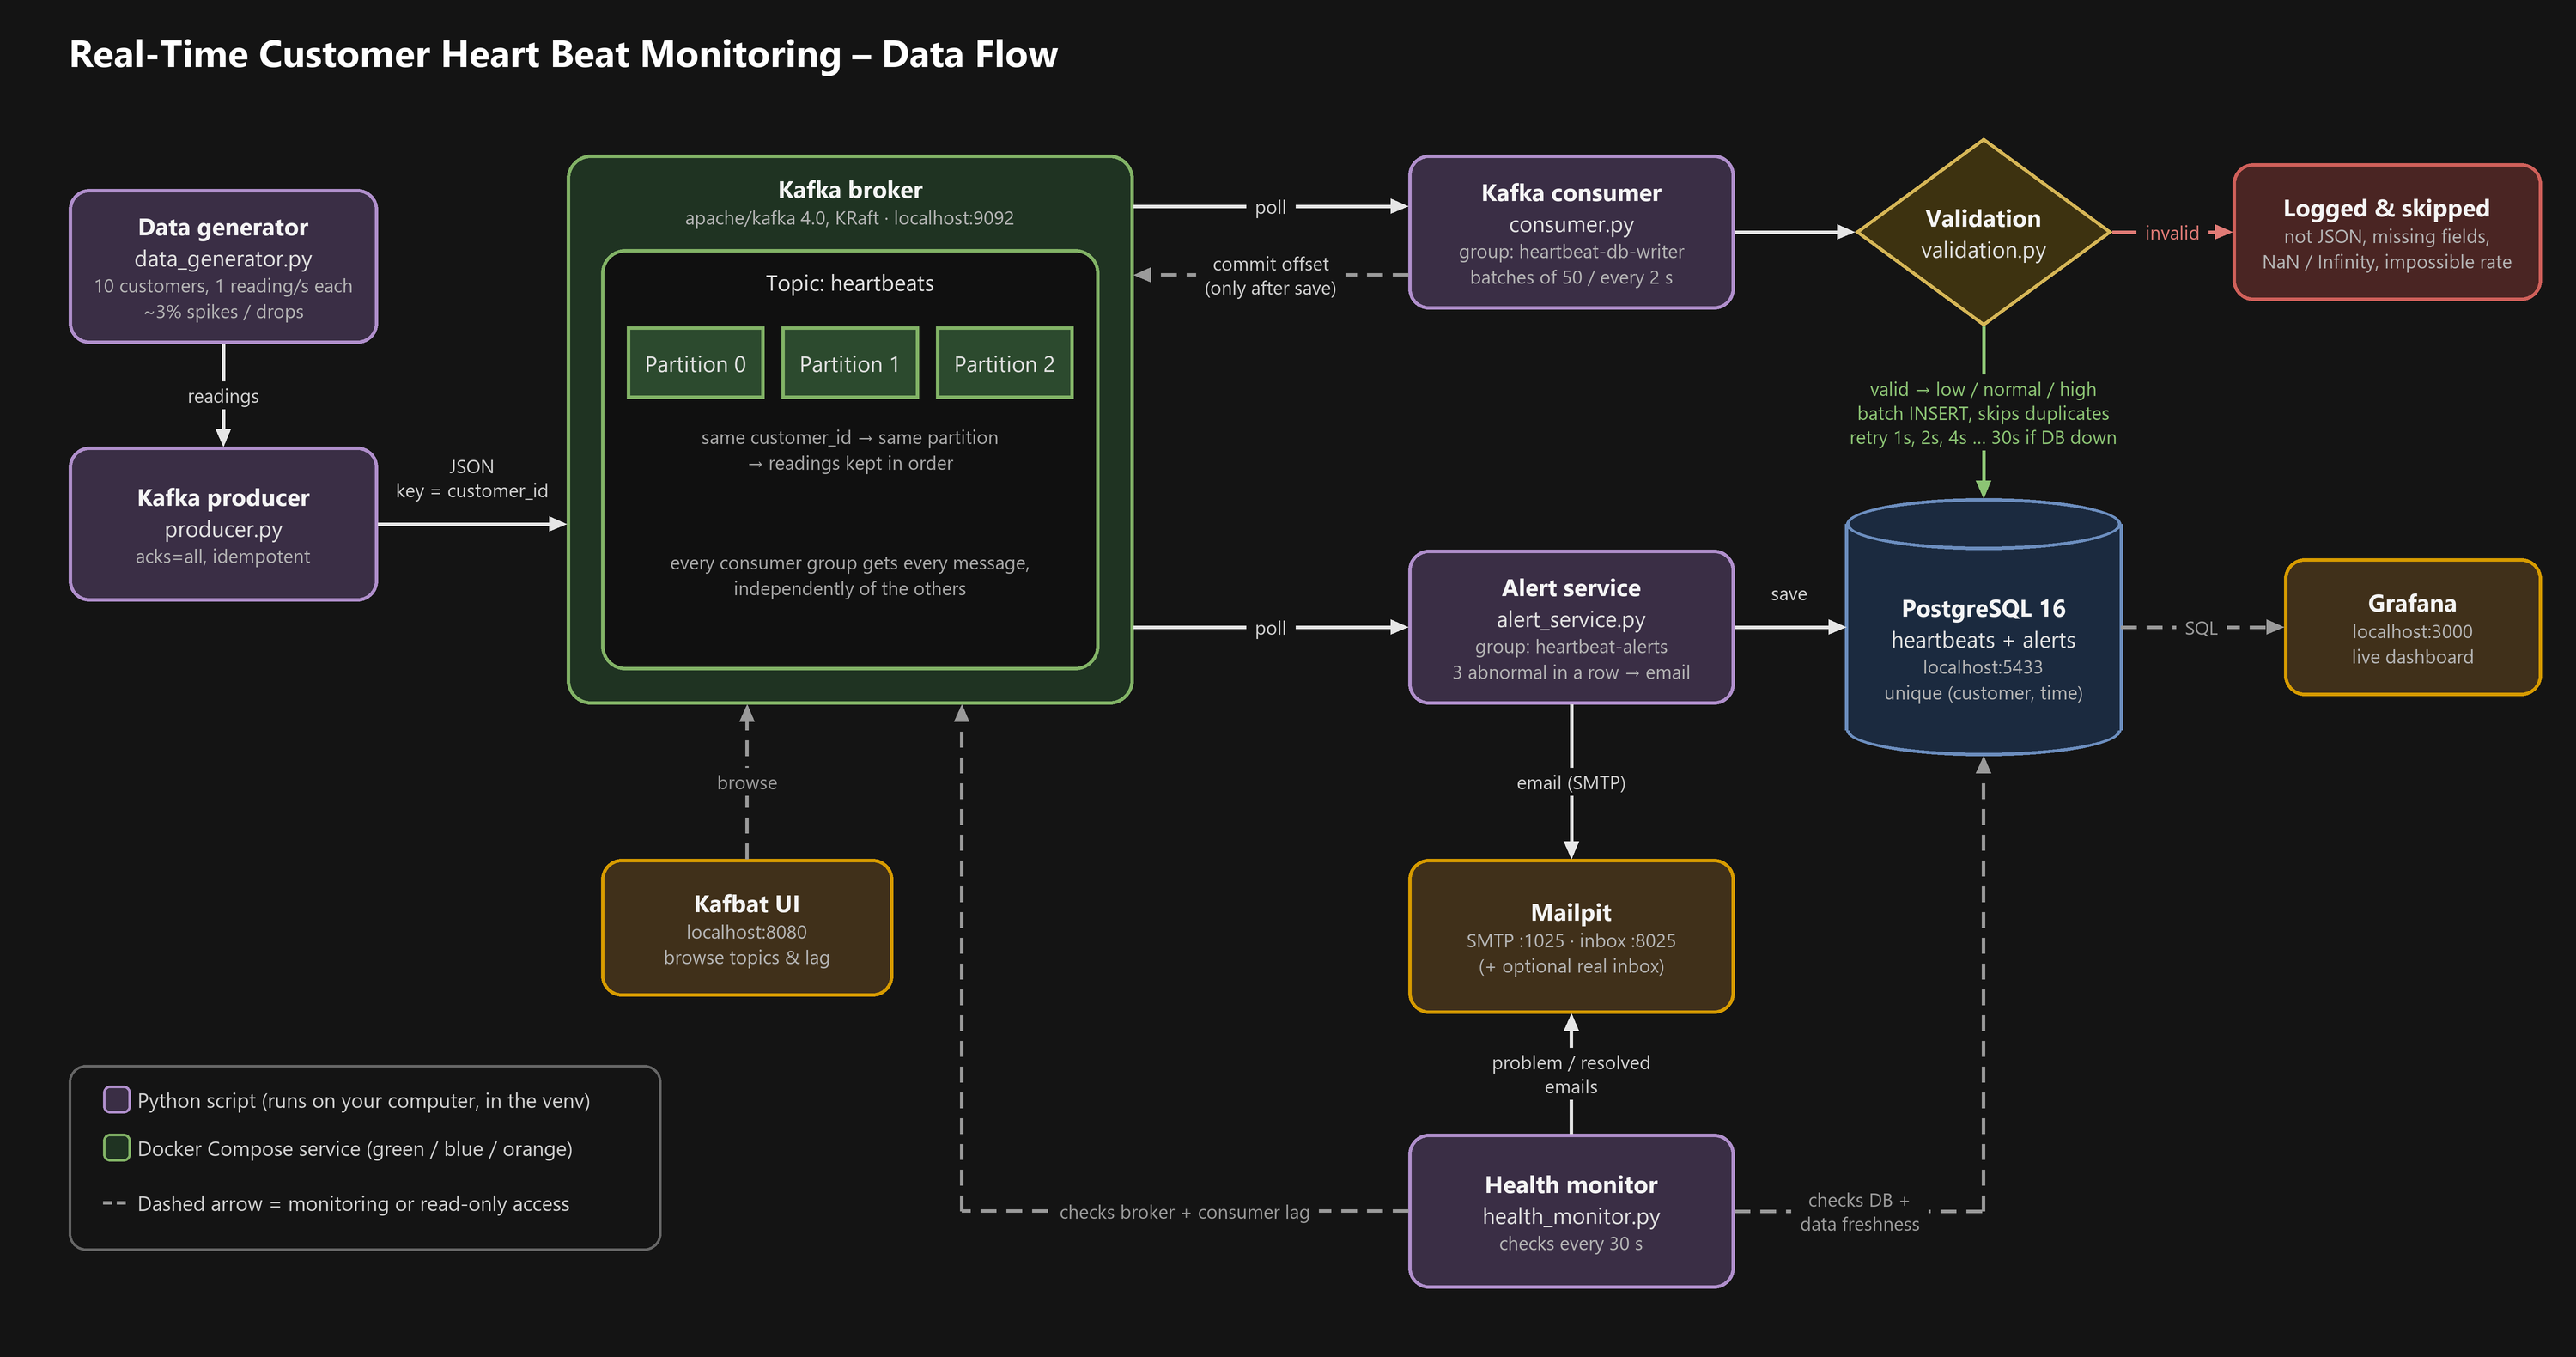 Real-Time Customer Heart Beat Monitoring – Data Flow
Data generator
data_generator.py
10 customers, 1 reading/s each
~3% spikes / drops
readings
Kafka producer
producer.py
acks=all, idempotent
JSON
key = customer_id
Kafka broker
apache/kafka 4.0, KRaft · localhost:9092
Topic: heartbeats
Partition 0
Partition 1
Partition 2
same customer_id → same partition
→ readings kept in order
every consumer group gets every message,
independently of the others
poll
commit offset
(only after save)
Kafka consumer
consumer.py
group: heartbeat-db-writer
batches of 50 / every 2 s
Validation
validation.py
invalid
Logged & skipped
not JSON, missing fields,
NaN / Infinity, impossible rate
valid → low / normal / high
batch INSERT, skips duplicates
retry 1s, 2s, 4s ... 30s if DB down
poll
Alert service
alert_service.py
group: heartbeat-alerts
3 abnormal in a row → email
save
PostgreSQL 16
heartbeats + alerts
localhost:5433
unique (customer, time)
SQL
Grafana
localhost:3000
live dashboard
browse
Kafbat UI
localhost:8080
browse topics & lag
email (SMTP)
Mailpit
SMTP :1025 · inbox :8025
(+ optional real inbox)
problem / resolved
emails
Health monitor
health_monitor.py
checks every 30 s
checks broker + consumer lag
checks DB +
data freshness
Python script (runs on your computer, in the venv)
Docker Compose service (green / blue / orange)
Dashed arrow = monitoring or read-only access